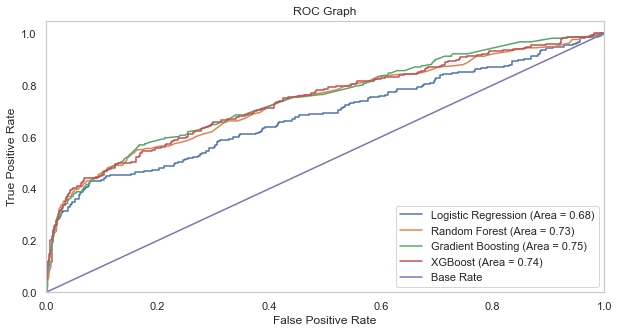 ROC Graph
True Positive Rate
1.0
0.8
0.6
0.4
0.2
0.0
0.0 0.2 0.4 0.6 0.8 1.0
False Positive Rate
Logistic Regression (Area = 0.68)
Random Forest (Area = 0.73)
Gradient Boosting (Area = 0.75)
XGBoost (Area = 0.74)
Base Rate